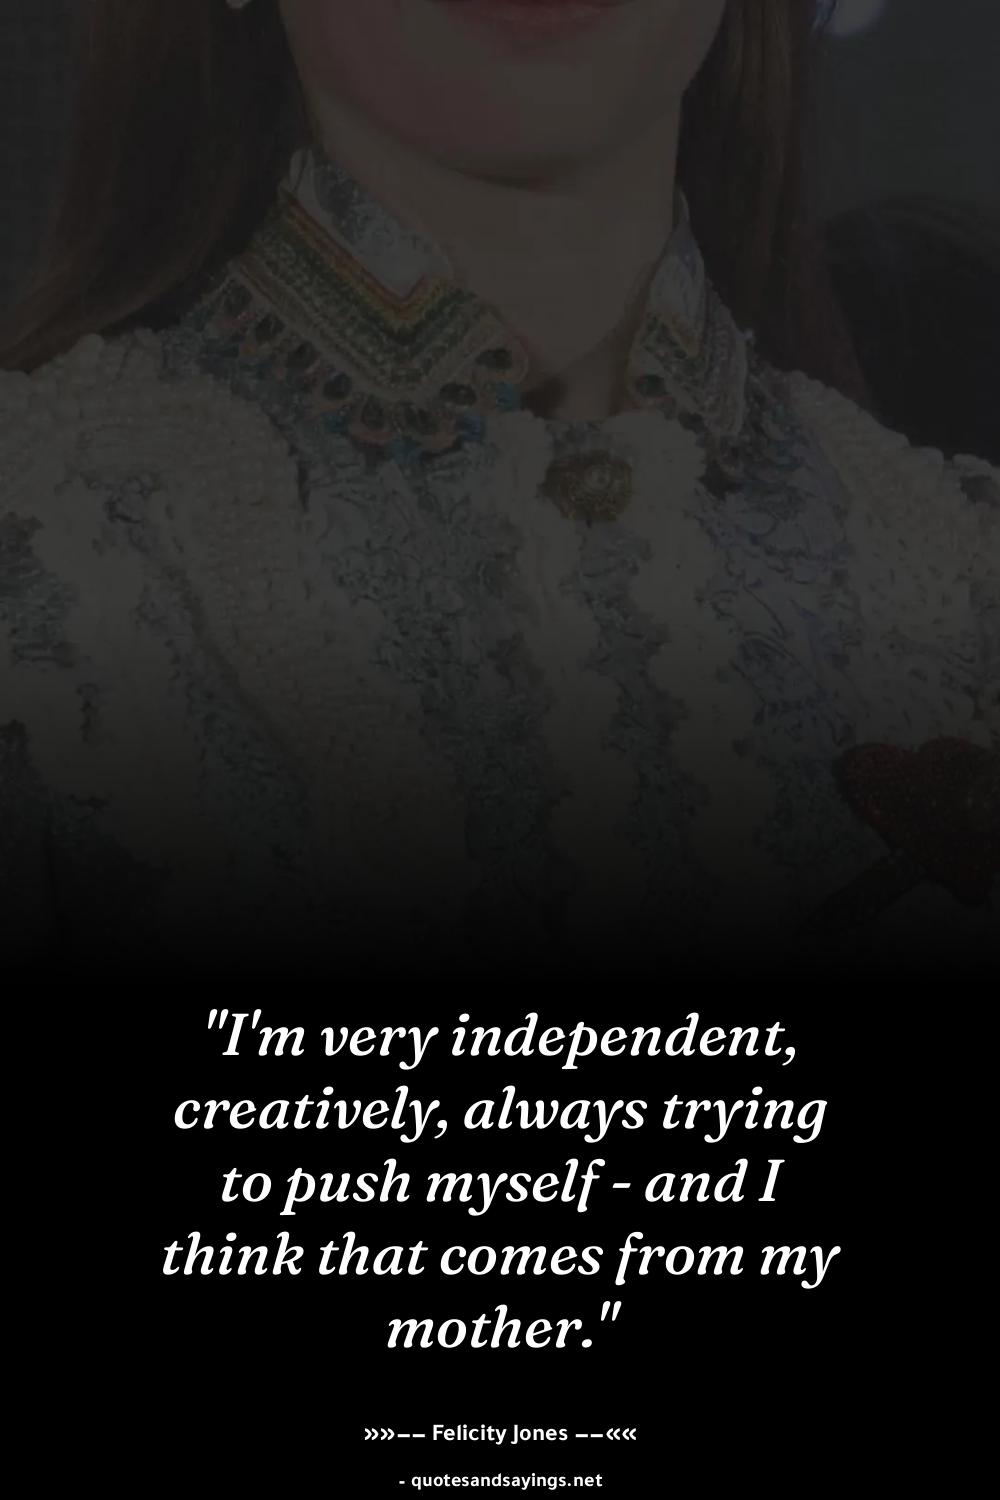 "I'm very independent,
creatively, always trying
to push myself - and I
think that comes from my
mother."
»»–– Felicity Jones ––««
- quotesandsayings.net